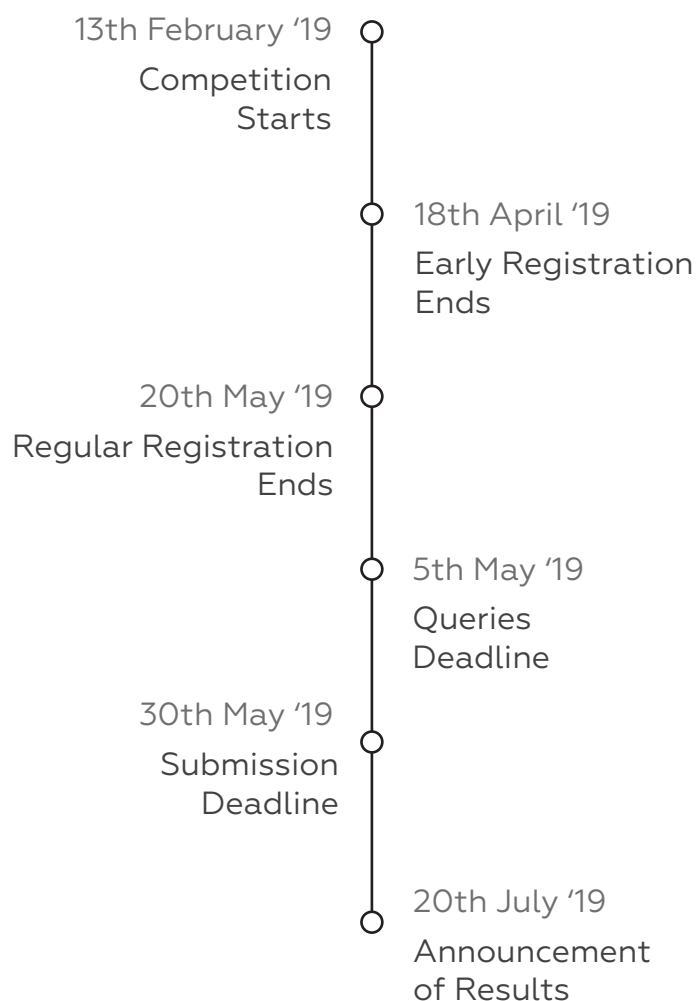 13th February ‘19
Competition
Starts
18th April ‘19
Early Registration
Ends
20th May ‘19
Regular Registration
Ends
5th May ‘19
Queries
Deadline
30th May ‘19
Submission
Deadline
20th July ‘19
Announcement
of Results